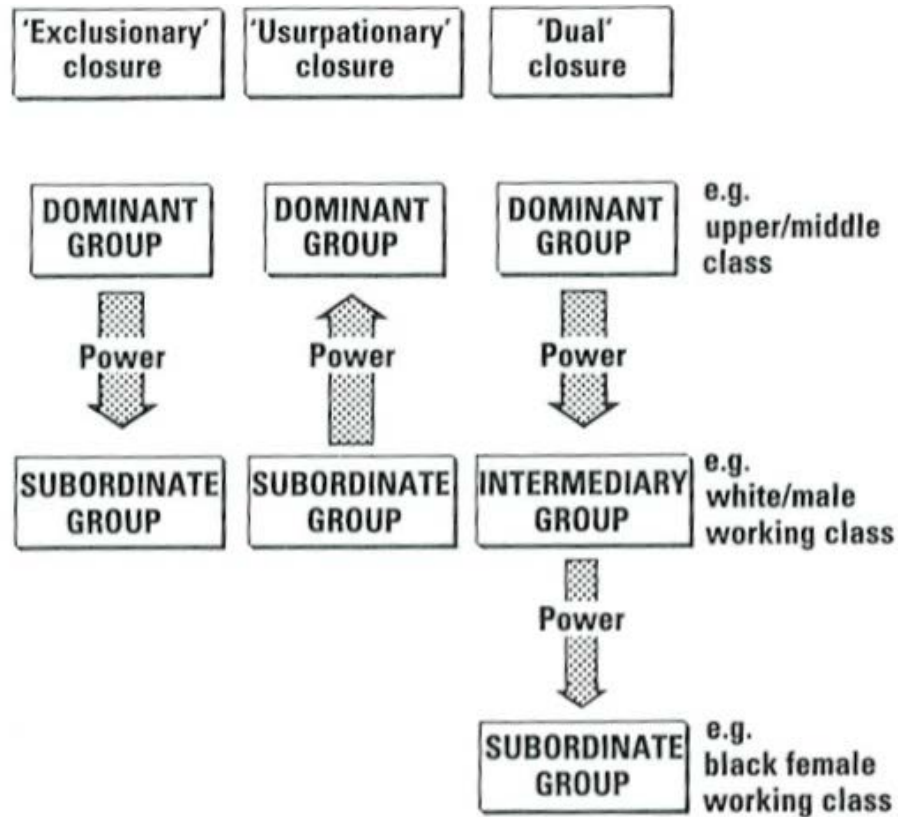 'Exclusionary'
closure
'Usurpationary'
closure
'Dual'
closure
DOMINANT
GROUP
DOMINANT
GROUP
DOMINANT
GROUP
e.g.
upper/middle
class
Power
Power
Power
SUBORDINATE
GROUP
SUBORDINATE
GROUP
INTERMEDIARY
GROUP
e.g.
white/male
working class
Power
SUBORDINATE
GROUP
e.g.
black female
working class